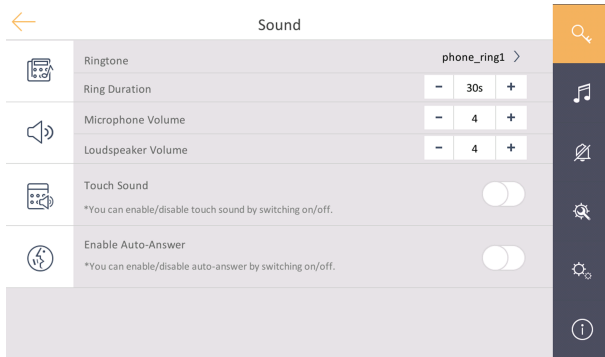 Sound
Ringtone phone_ring1 >
Ring Duration - 30s +
Microphone Volume - 4 +
Loudspeaker Volume - 4 +
Touch Sound
*You can enable/disable touch sound by switching on/off.
Enable Auto-Answer
*You can enable/disable auto-answer by switching on/off.